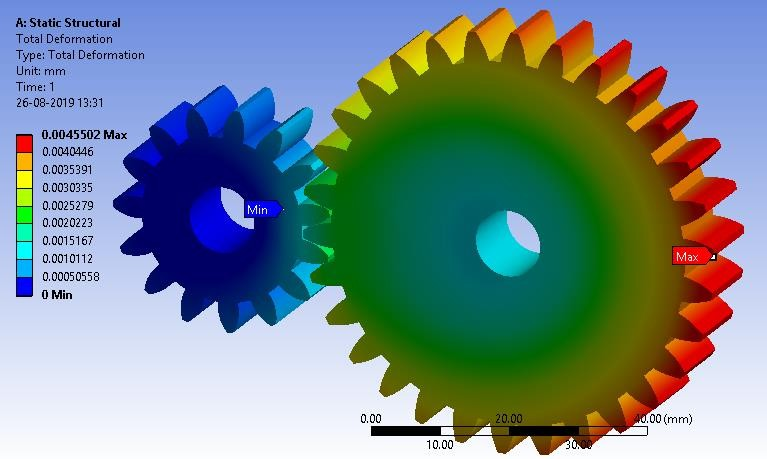 A: Static Structural
Total Deformation
Type: Total Deformation
Unit: mm
Time: 1
26-08-2019 13:31
0.0045502 Max
0.0040446
0.0035391
0.0030335
0.0025279
0.0020223
0.0015167
0.0010112
0.00050558
0 Min
Min
Max
0.00 20.00 40.00 (mm)
10.00 30.00